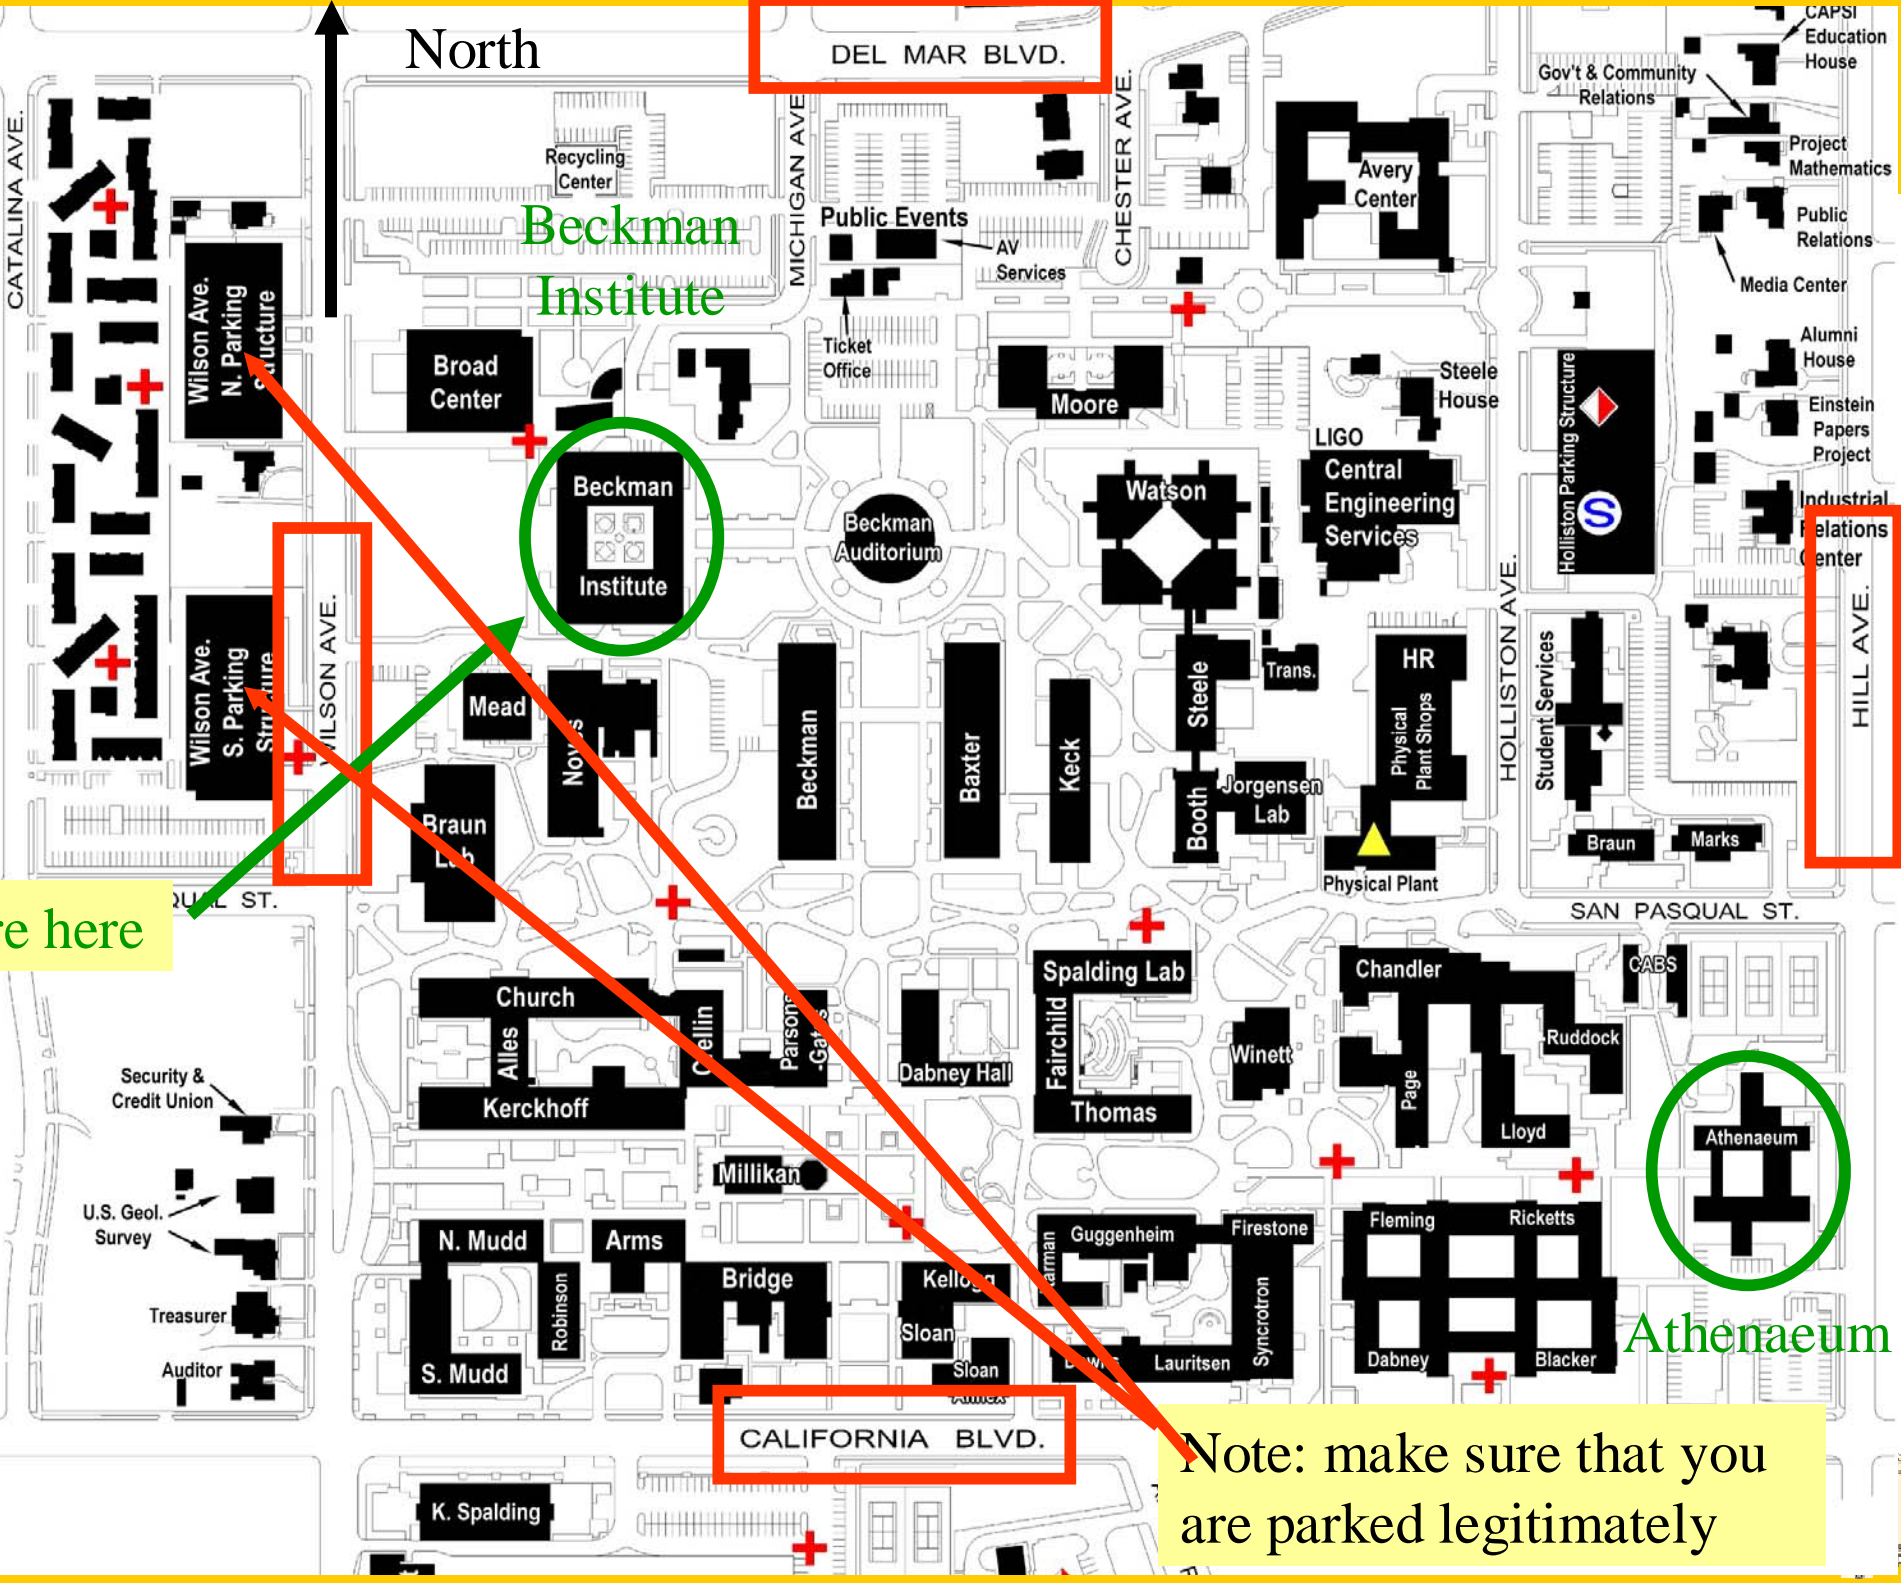 North
DEL MAR BLVD.
CAPSI
Education
House
Gov't & Community
Relations
Project
Mathematics
Public
Relations
Media Center
CATALINA AVE.
Recycling
Center
MICHIGAN AVE.
CHESTER AVE.
Avery
Center
Beckman
Institute
Public Events
AV
Services
Ticket
Office
Wilson Ave.
N. Parking
Structure
Broad
Center
Moore
Steele
House
Alumni
House
Einstein
Papers
Project
Holliston Parking Structure
S
LIGO
Central
Engineering
Services
Beckman
Institute
Beckman
Auditorium
Watson
Industrial
Relations
Center
HILL AVE.
WILSON AVE.
Wilson Ave.
S. Parking
Structure
Mead
Noyes
Beckman
Baxter
Keck
Steele
Trans.
HR
Physical
Plant Shops
HOLLISTON AVE.
Student Services
Braun
Lab
Booth
Jorgensen
Lab
Physical Plant
Braun
Marks
QUAL ST.
SAN PASQUAL ST.
re here
Church
Alles
Crellin
Parsons
-Gates
Kerckhoff
Dabney Hall
Spalding Lab
Fairchild
Thomas
Winett
Chandler
Page
Ruddock
Lloyd
CABS
Athenaeum
Security &
Credit Union
U.S. Geol.
Survey
Treasurer
Auditor
Millikan
N. Mudd
S. Mudd
Robinson
Arms
Bridge
Kellogg
Sloan
Sloan
Annex
Karman
Guggenheim
Firestone
Downs
Lauritsen
Syncrotron
Fleming
Ricketts
Dabney
Blacker
Athenaeum
CALIFORNIA BLVD.
K. Spalding
Note: make sure that you
are parked legitimately